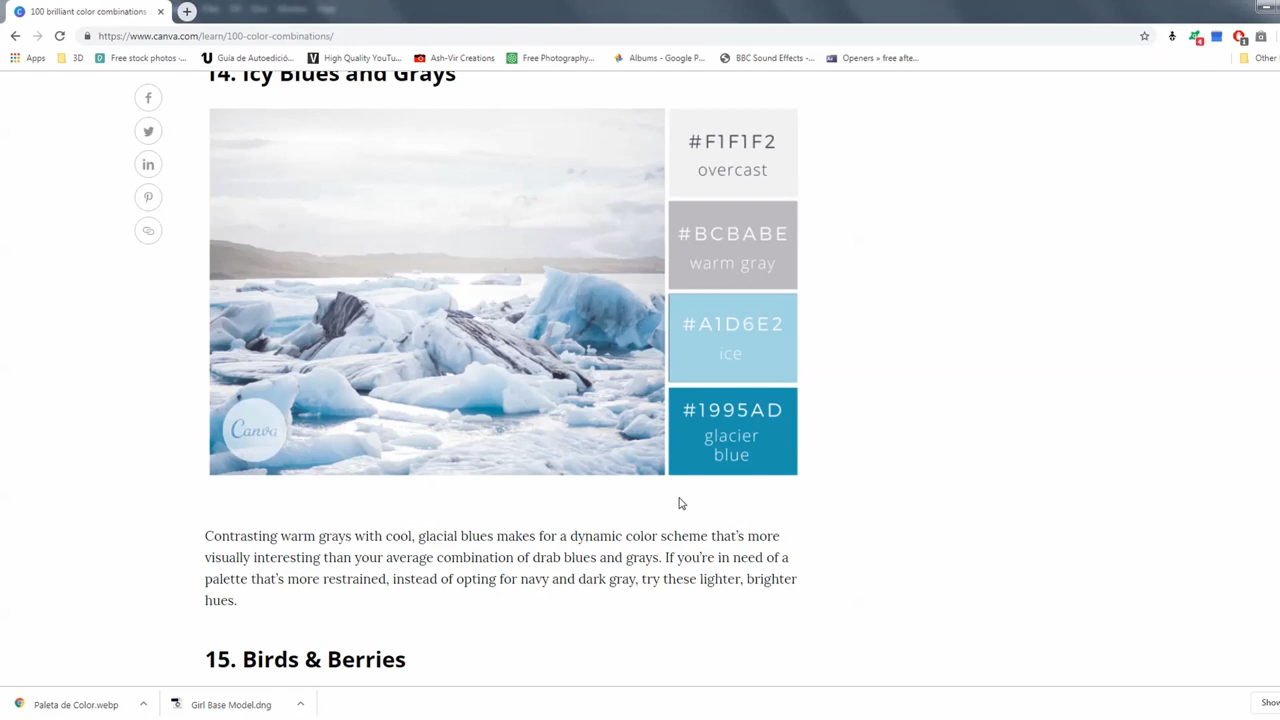 100 brilliant color combinations
https://www.canva.com/learn/100-color-combinations/
Apps
3D
Free stock photos ·...
Guía de Autoedició...
High Quality YouTu...
Ash-Vir Creations
Free Photography...
Albums - Google P...
BBC Sound Effects -...
Openers » free afte...
Other
14. Icy Blues and Grays
#F1F1F2
overcast
#BCBABE
warm gray
#A1D6E2
ice
#1995AD
glacier
blue
Canva
Contrasting warm grays with cool, glacial blues makes for a dynamic color scheme that's more
visually interesting than your average combination of drab blues and grays. If you're in need of a
palette that's more restrained, instead of opting for navy and dark gray, try these lighter, brighter
hues.
15. Birds & Berries
Paleta de Color.webp
Girl Base Model.dng
Show